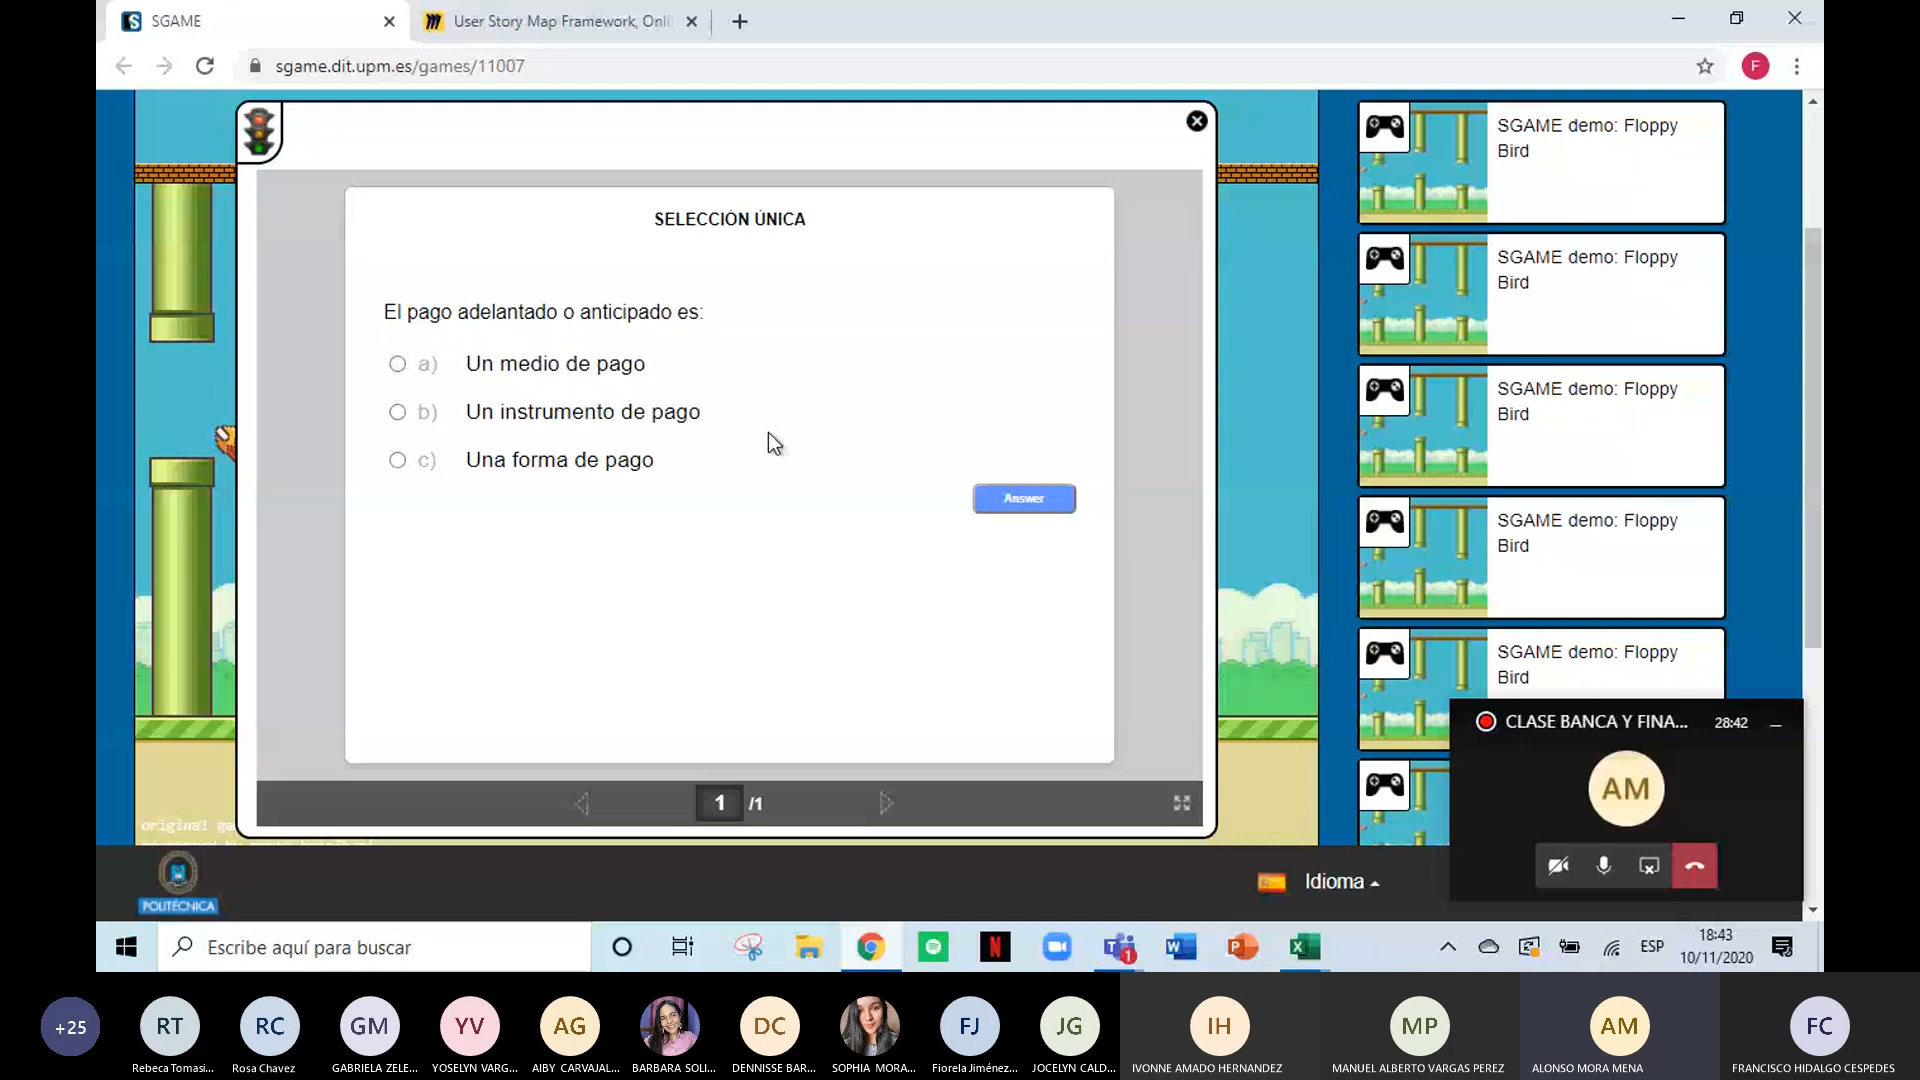 SGAME
User Story Map Framework, Onli
sgame.dit.upm.es/games/11007
F
SELECCIÓN ÚNICA
El pago adelantado o anticipado es:
a) Un medio de pago
b) Un instrumento de pago
c) Una forma de pago
Answer
1 /1
SGAME demo: Floppy
Bird
SGAME demo: Floppy
Bird
SGAME demo: Floppy
Bird
SGAME demo: Floppy
Bird
SGAME demo: Floppy
Bird
CLASE BANCA Y FINA... 28:42
AM
original
POLITÉCNICA
Idioma
Escribe aquí para buscar
1
ESP
18:43
10/11/2020
+25
RT
RC
GM
YV
AG
DC
FJ
JG
IH
MP
AM
FC
Rebeca Tomasi...
Rosa Chavez
GABRIELA ZELE...
YOSELYN VARG...
AIBY CARVAJAL...
BARBARA SOLI...
DENNISSE BAR...
SOPHIA MORA...
Fiorela Jiménez...
JOCELYN CALD...
IVONNE AMADO HERNANDEZ
MANUEL ALBERTO VARGAS PEREZ
ALONSO MORA MENA
FRANCISCO HIDALGO CESPEDES